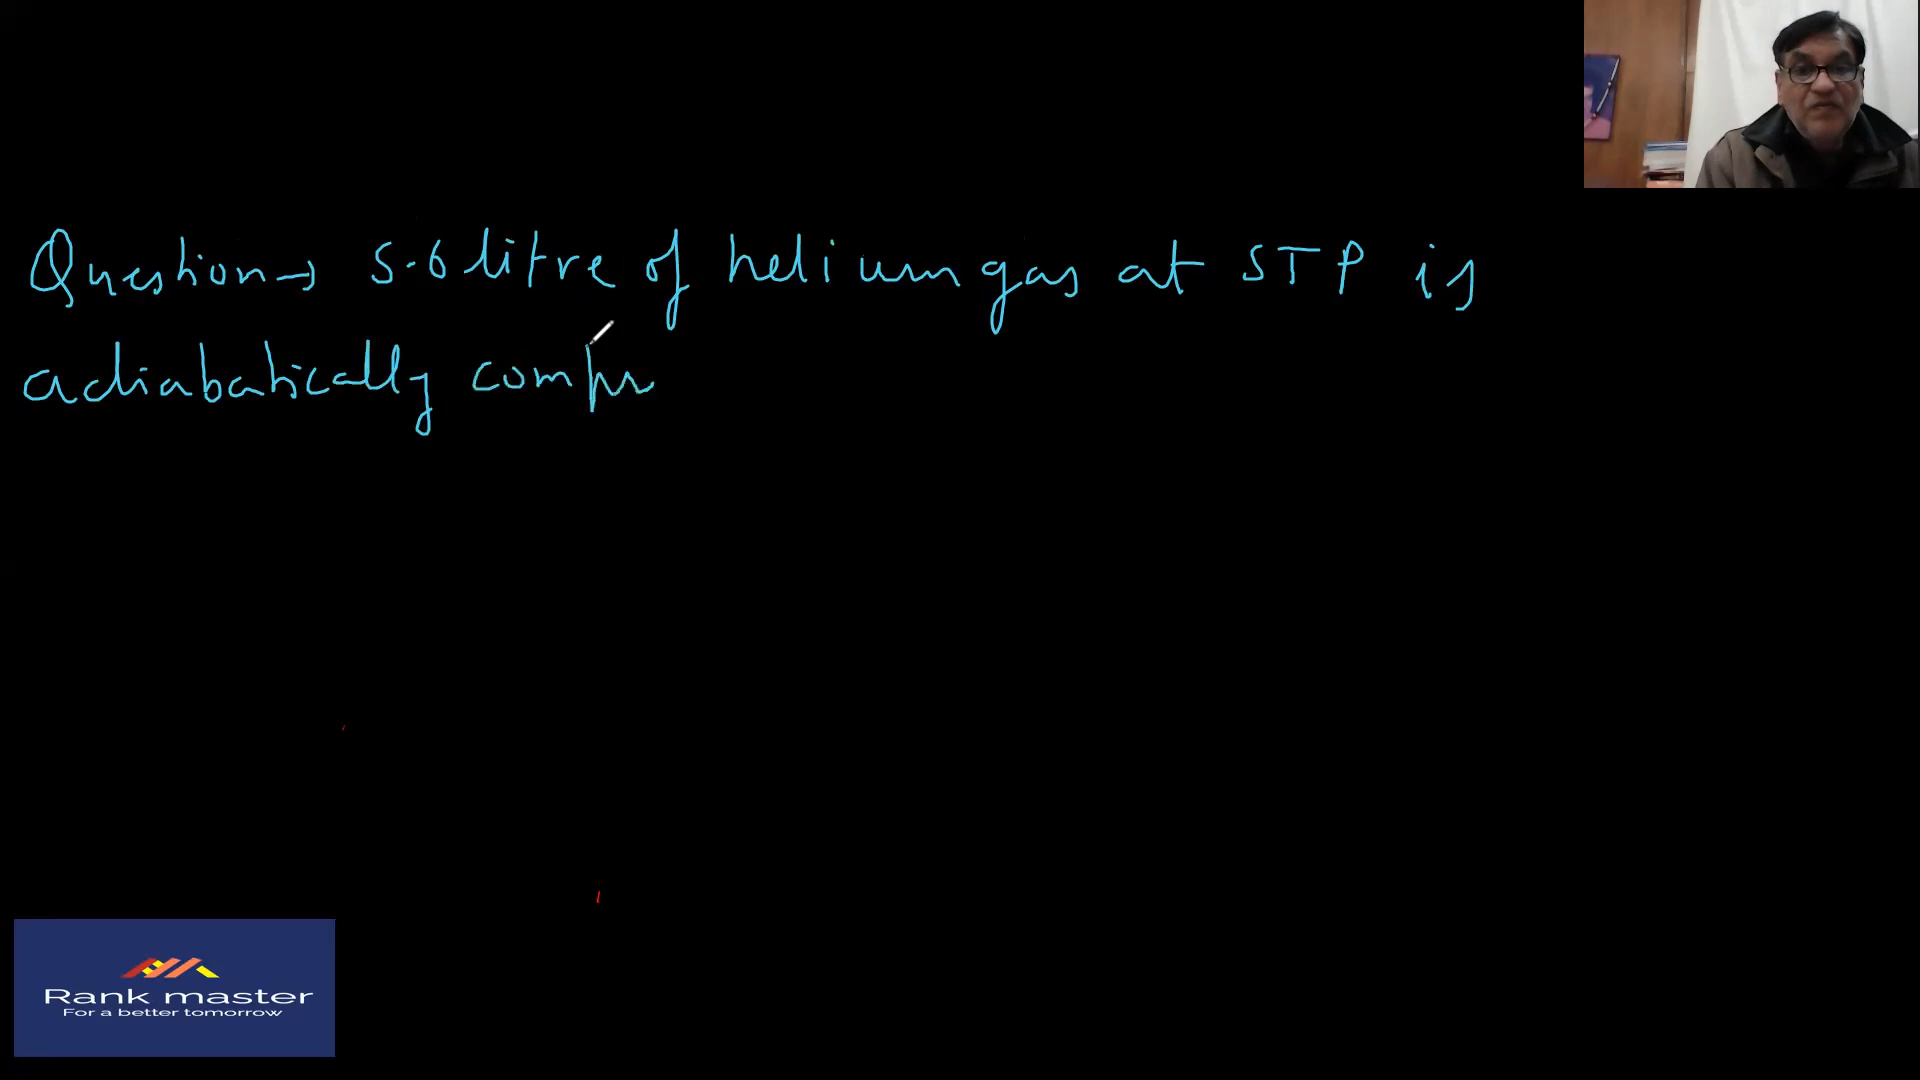 Question → 5.6 litre of helium gas at STP is
adiabatically compr
Rank master
For a better tomorrow